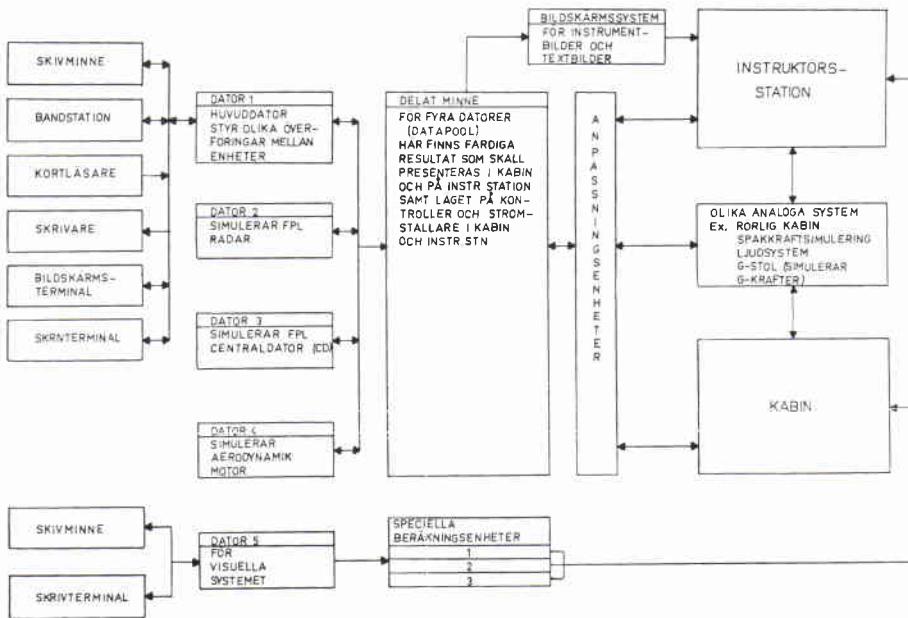 SKIVMINNE
BANDSTATION
KORTLÄSARE
SKRIVARE
BILDSKÄRMS-
TERMINAL
SKRNTERMINAL
DATOR 1
HUVUDDATOR
STYR OLIKA ÖVER-
FÖRINGAR MELLAN
ENHETER
DATOR 2
SIMULERAR FPL
RADAR
DATOR 3
SIMULERAR FPL
CENTRALDATOR (CD)
DATOR 4
SIMULERAR
AERODYNAMIK
MOTOR
DELAT MINNE
FÖR FYRA DATORER
(DATAPOOL)
HÄR FINNS FÄRDIGA
RESULTAT SOM SKALL
PRESENTERAS I KABIN
OCH PÅ INSTR STATION
SAMT LÄGET PÅ KON-
TROLLER OCH STRÖM-
STÄLLARE I KABIN
OCH INSTR. STN
BILDSKÄRMSSYSTEM
FÖR INSTRUMENT-
BILDER OCH
TEXTBILDER
ANPASSNINGSENHETER
INSTRUKTORS-
STATION
OLIKA ANALOGA SYSTEM
Ex. RÖRLIG KABIN
SPAKKRAFTSIMULERING
LJUDSYSTEM
G-STOL (SIMULERAR
G-KRAFTER)
KABIN
SKIVMINNE
SKRIVTERMINAL
DATOR 5
FÖR
VISUELLA
SYSTEMET
SPECIELLA
BERÄKNINGSENHETER
1
2
3